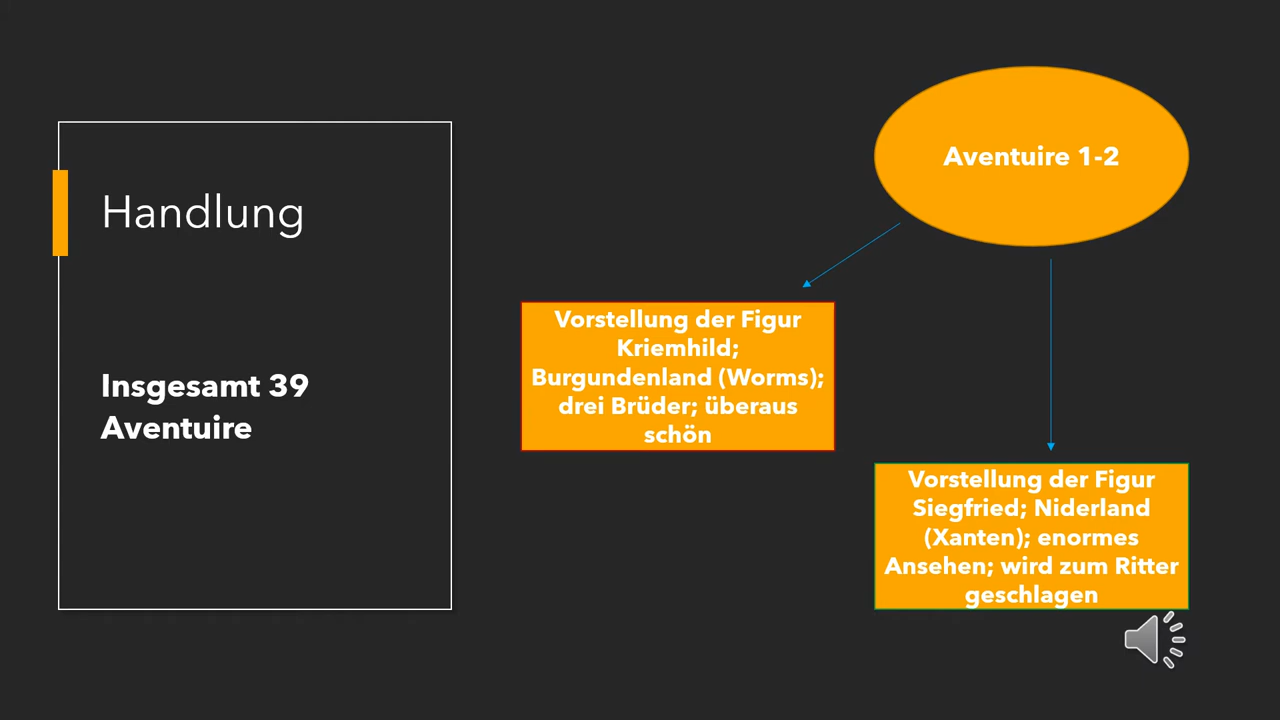 Handlung
Insgesamt 39
Aventuire
Aventuire 1-2
Vorstellung der Figur
Kriemhild;
Burgundenland (Worms);
drei Brüder; überaus
schön
Vorstellung der Figur
Siegfried; Niderland
(Xanten); enormes
Ansehen; wird zum Ritter
geschlagen